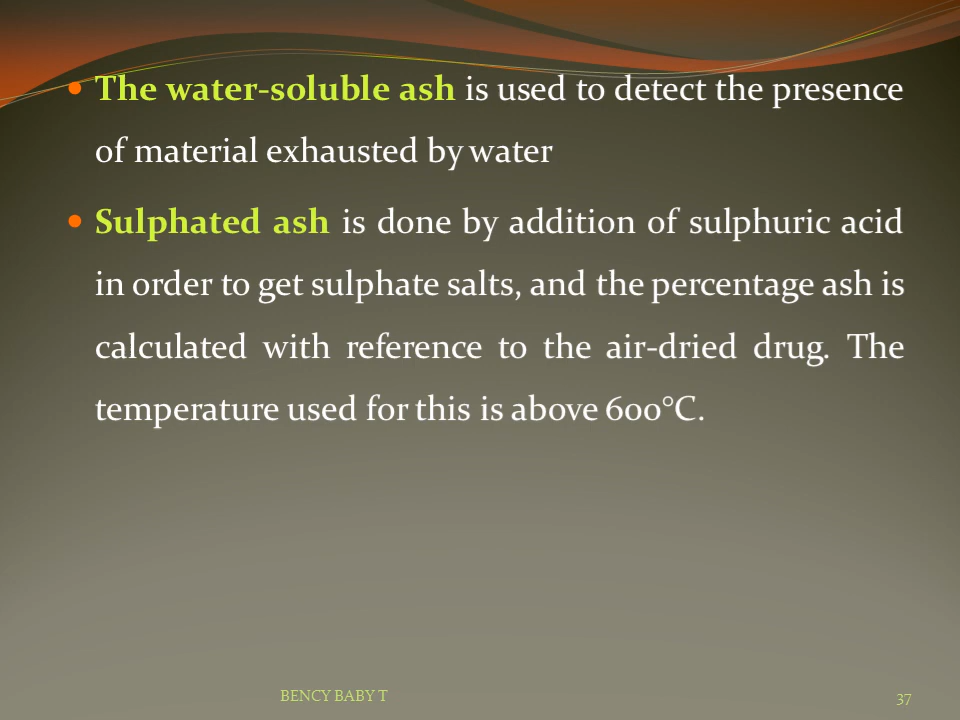 The water-soluble ash is used to detect the presence
of material exhausted by water
Sulphated ash is done by addition of sulphuric acid
in order to get sulphate salts, and the percentage ash is
calculated with reference to the air-dried drug. The
temperature used for this is above 600°C.
BENCY BABY T
37